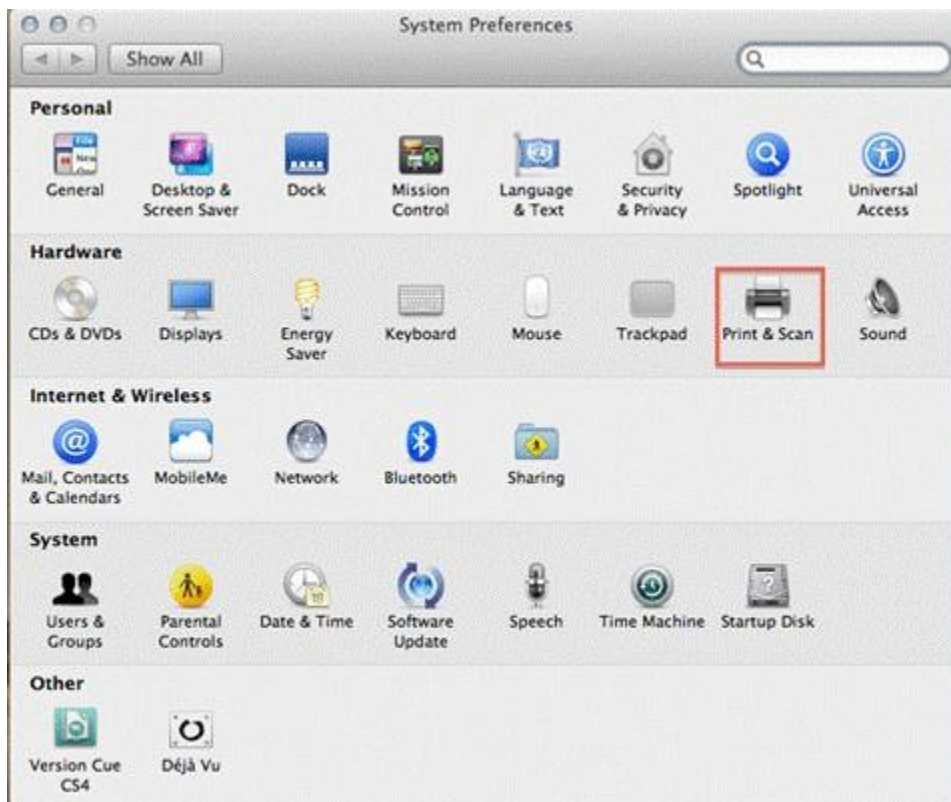 System Preferences
Show All
Personal
General
Desktop &
Screen Saver
Dock
Mission
Control
Language
& Text
Security
& Privacy
Spotlight
Universal
Access
Hardware
CDs & DVDs
Displays
Energy
Saver
Keyboard
Mouse
Trackpad
Print & Scan
Sound
Internet & Wireless
Mail, Contacts
& Calendars
MobileMe
Network
Bluetooth
Sharing
System
Users &
Groups
Parental
Controls
Date & Time
Software
Update
Speech
Time Machine
Startup Disk
Other
Version Cue
CS4
Déjà Vu